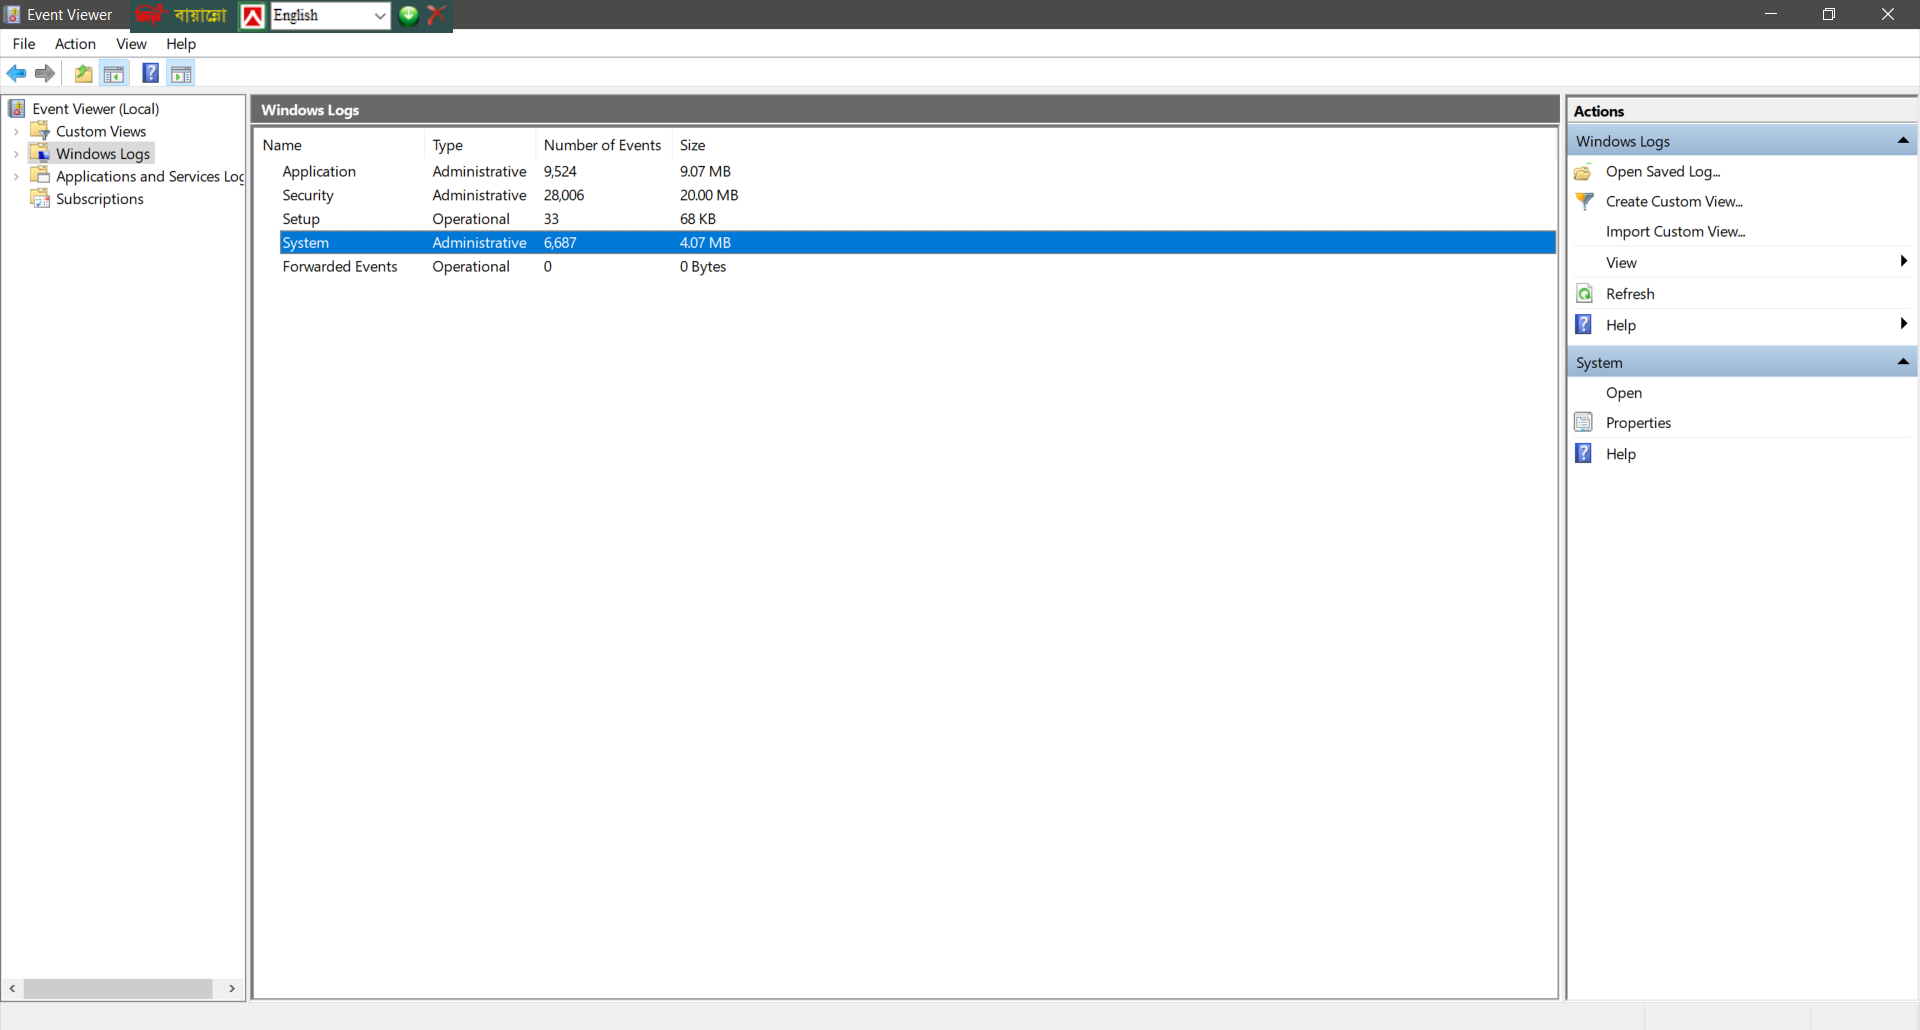 Event Viewer
বায়ান্নো
English
File Action View Help
Event Viewer (Local)
Custom Views
Windows Logs
Applications and Services Log
Subscriptions
Windows Logs
Name Type Number of Events Size
Application Administrative 9,524 9.07 MB
Security Administrative 28,006 20.00 MB
Setup Operational 33 68 KB
System Administrative 6,687 4.07 MB
Forwarded Events Operational 0 0 Bytes
Actions
Windows Logs
Open Saved Log...
Create Custom View...
Import Custom View...
View
Refresh
Help
System
Open
Properties
Help